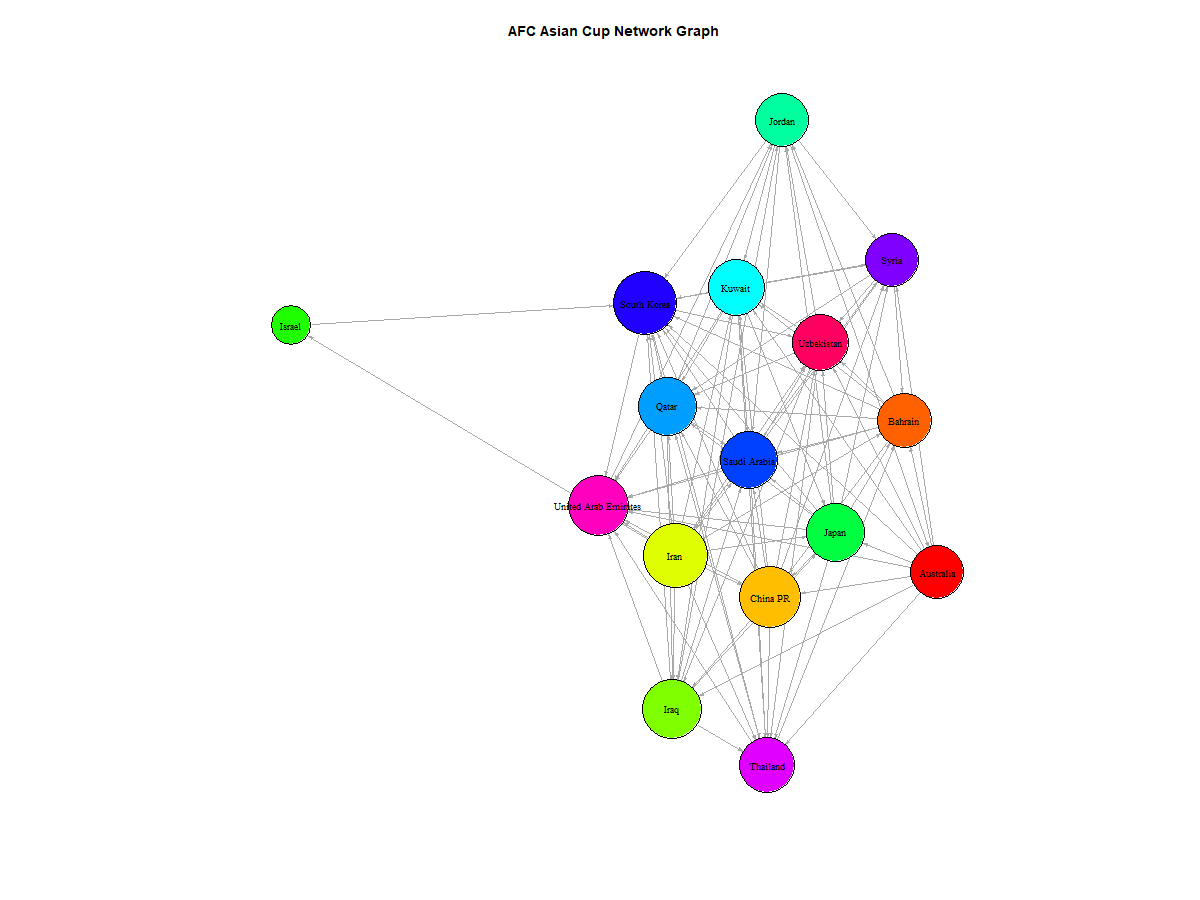 AFC Asian Cup Network Graph
Jordan
Syria
Kuwait
South Korea
Israel
Uzbekistan
Qatar
Bahrain
Saudi Arabia
United Arab Emirates
Japan
Iran
Australia
China PR
Iraq
Thailand